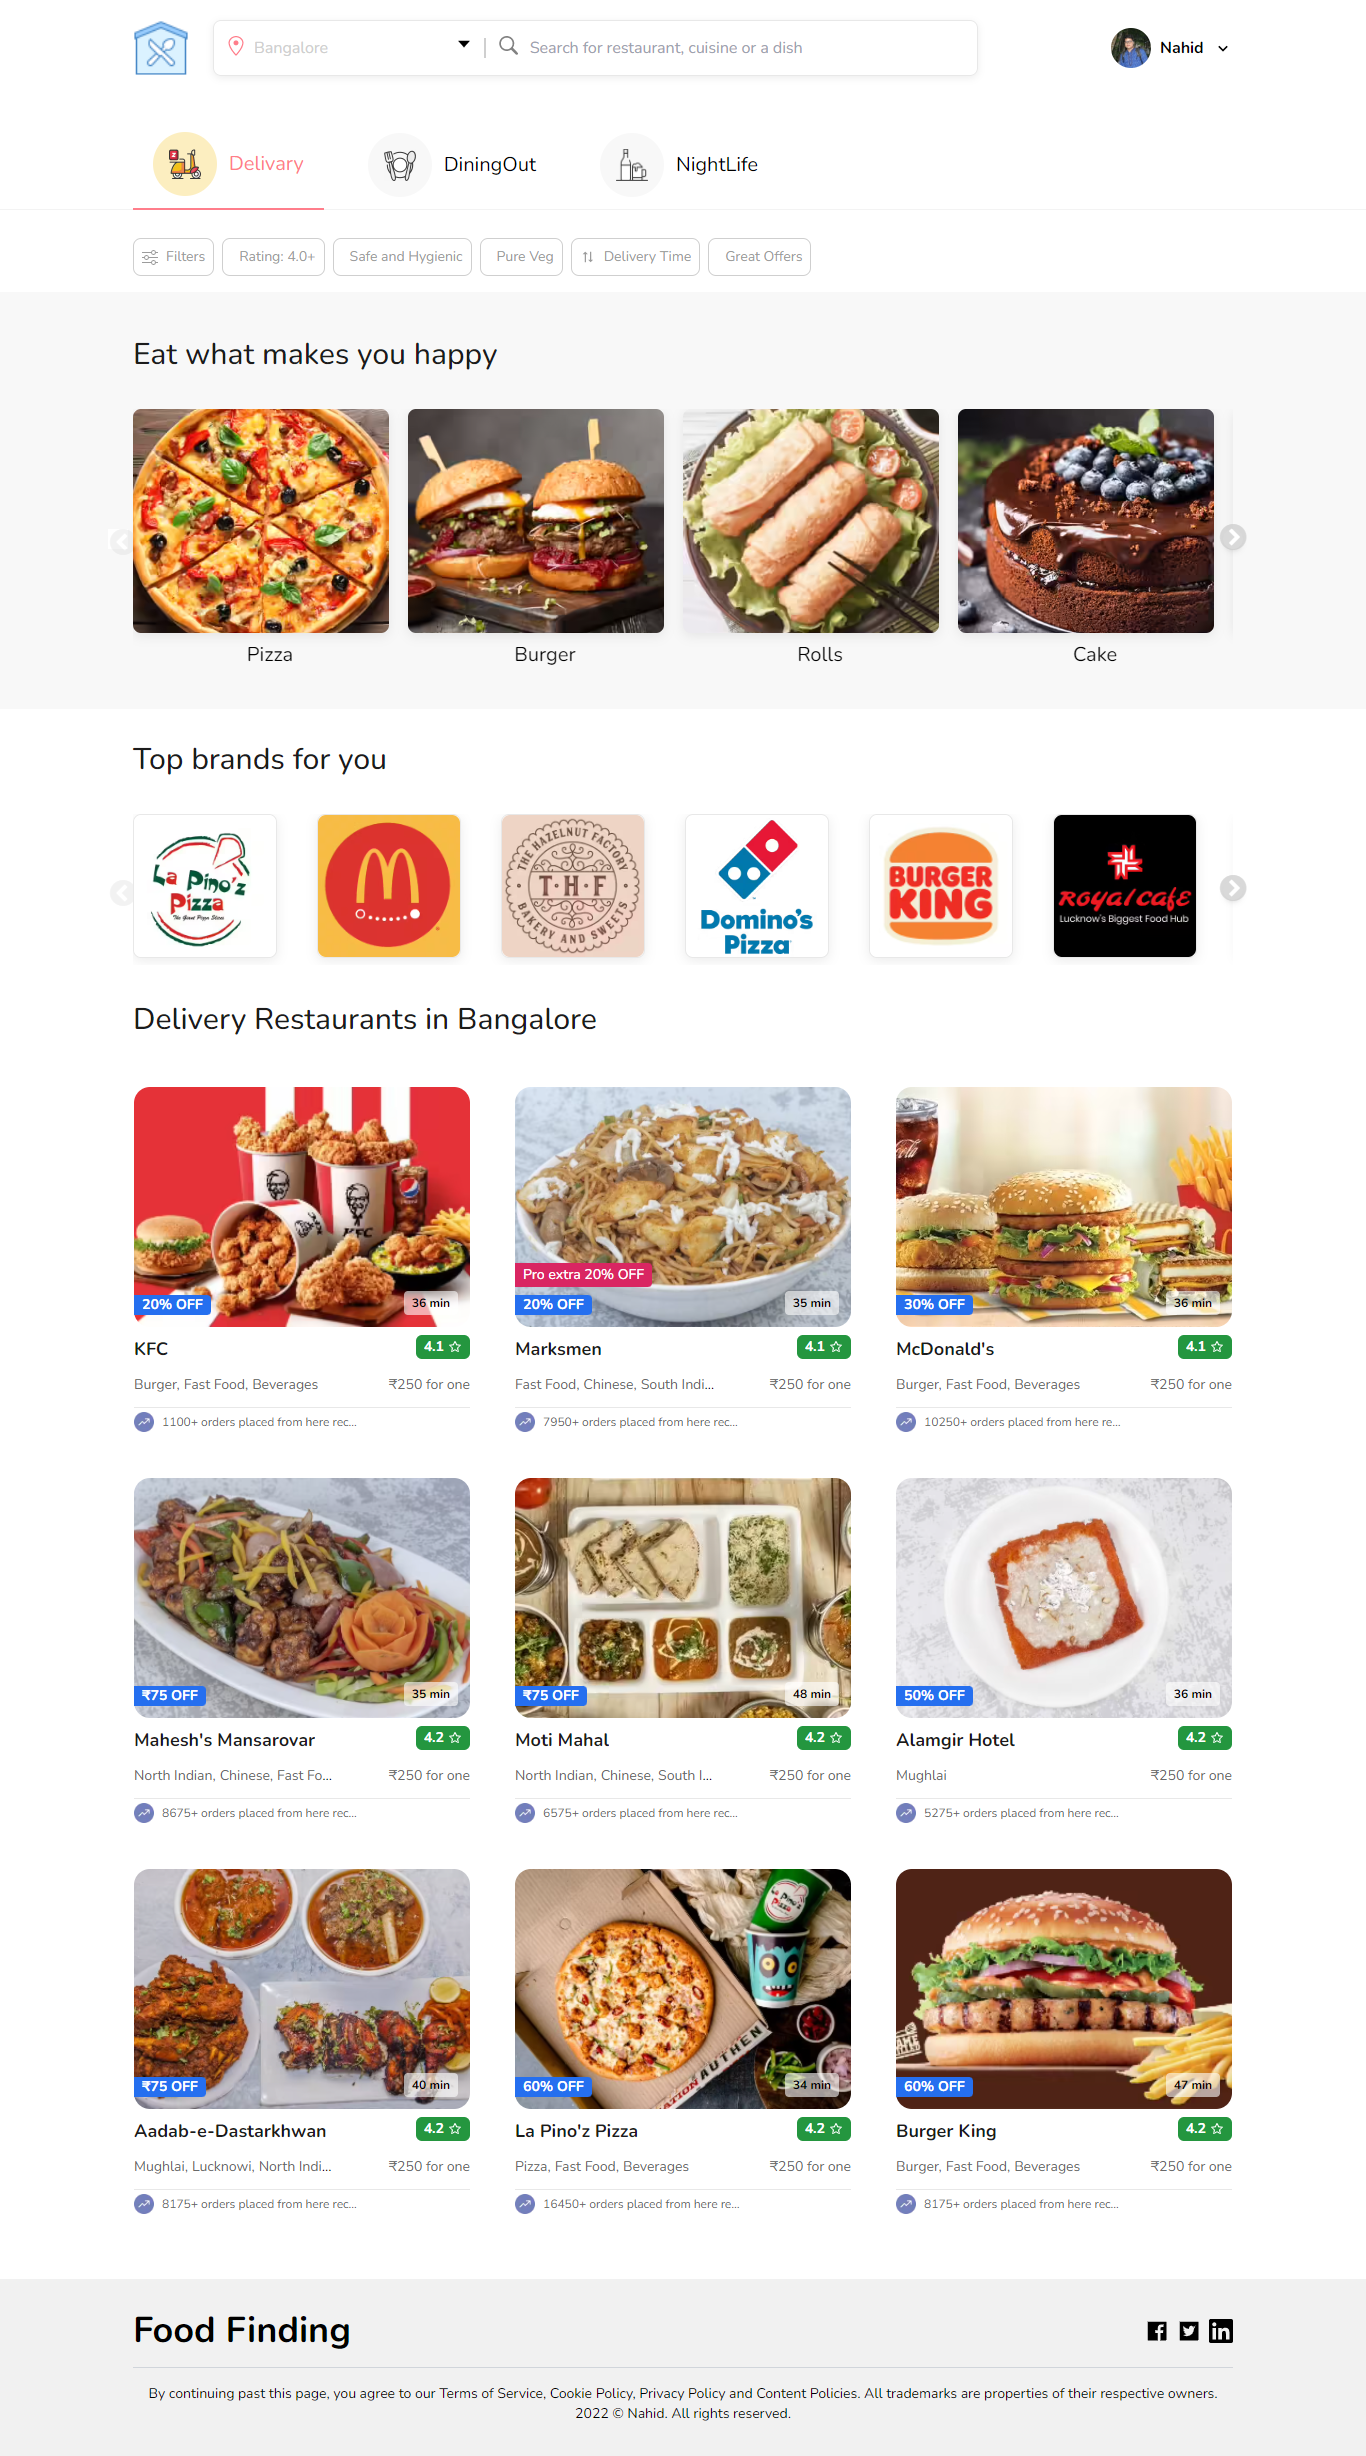 Bangalore
Search for restaurant, cuisine or a dish
Nahid
Delivary
DiningOut
NightLife
Filters
Rating: 4.0+
Safe and Hygienic
Pure Veg
Delivery Time
Great Offers
Eat what makes you happy
Pizza
Burger
Rolls
Cake
Top brands for you
La Pino'z
Pizza
The Giant Pizza Slices
THE HAZELNUT FACTORY
T·H·F
BAKERY AND SWEETS
Domino's
Pizza
BURGER
KING
Royal cafe
Lucknow's Biggest Food Hub
Delivery Restaurants in Bangalore
KFC
20% OFF
36 min
KFC
4.1
Burger, Fast Food, Beverages
₹250 for one
1100+ orders placed from here rec...
Pro extra 20% OFF
20% OFF
35 min
Marksmen
4.1
Fast Food, Chinese, South Indi...
₹250 for one
7950+ orders placed from here rec...
30% OFF
36 min
McDonald's
4.1
Burger, Fast Food, Beverages
₹250 for one
10250+ orders placed from here re...
₹75 OFF
35 min
Mahesh's Mansarovar
4.2
North Indian, Chinese, Fast Fo...
₹250 for one
8675+ orders placed from here rec...
₹75 OFF
48 min
Moti Mahal
4.2
North Indian, Chinese, South I...
₹250 for one
6575+ orders placed from here rec...
50% OFF
36 min
Alamgir Hotel
4.2
Mughlai
₹250 for one
5275+ orders placed from here rec...
₹75 OFF
40 min
Aadab-e-Dastarkhwan
4.2
Mughlai, Lucknowi, North Indi...
₹250 for one
8175+ orders placed from here rec...
La Pino'z
Pizza
60% OFF
34 min
La Pino'z Pizza
4.2
Pizza, Fast Food, Beverages
₹250 for one
16450+ orders placed from here re...
60% OFF
47 min
Burger King
4.2
Burger, Fast Food, Beverages
₹250 for one
8175+ orders placed from here rec...
Food Finding
By continuing past this page, you agree to our Terms of Service, Cookie Policy, Privacy Policy and Content Policies. All trademarks are properties of their respective owners.
2022 © Nahid. All rights reserved.